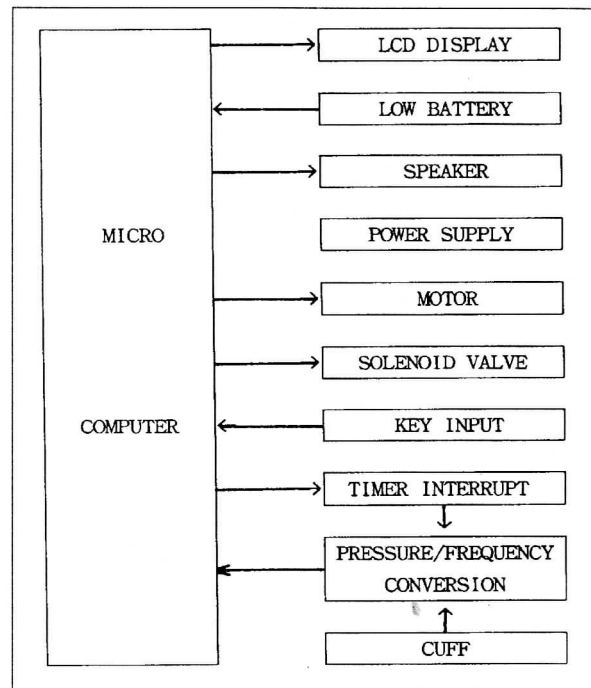 LCD DISPLAY
LOW BATTERY
SPEAKER
MICRO
POWER SUPPLY
MOTOR
SOLENOID VALVE
COMPUTER
KEY INPUT
TIMER INTERRUPT
PRESSURE/FREQUENCY
CONVERSION
CUFF